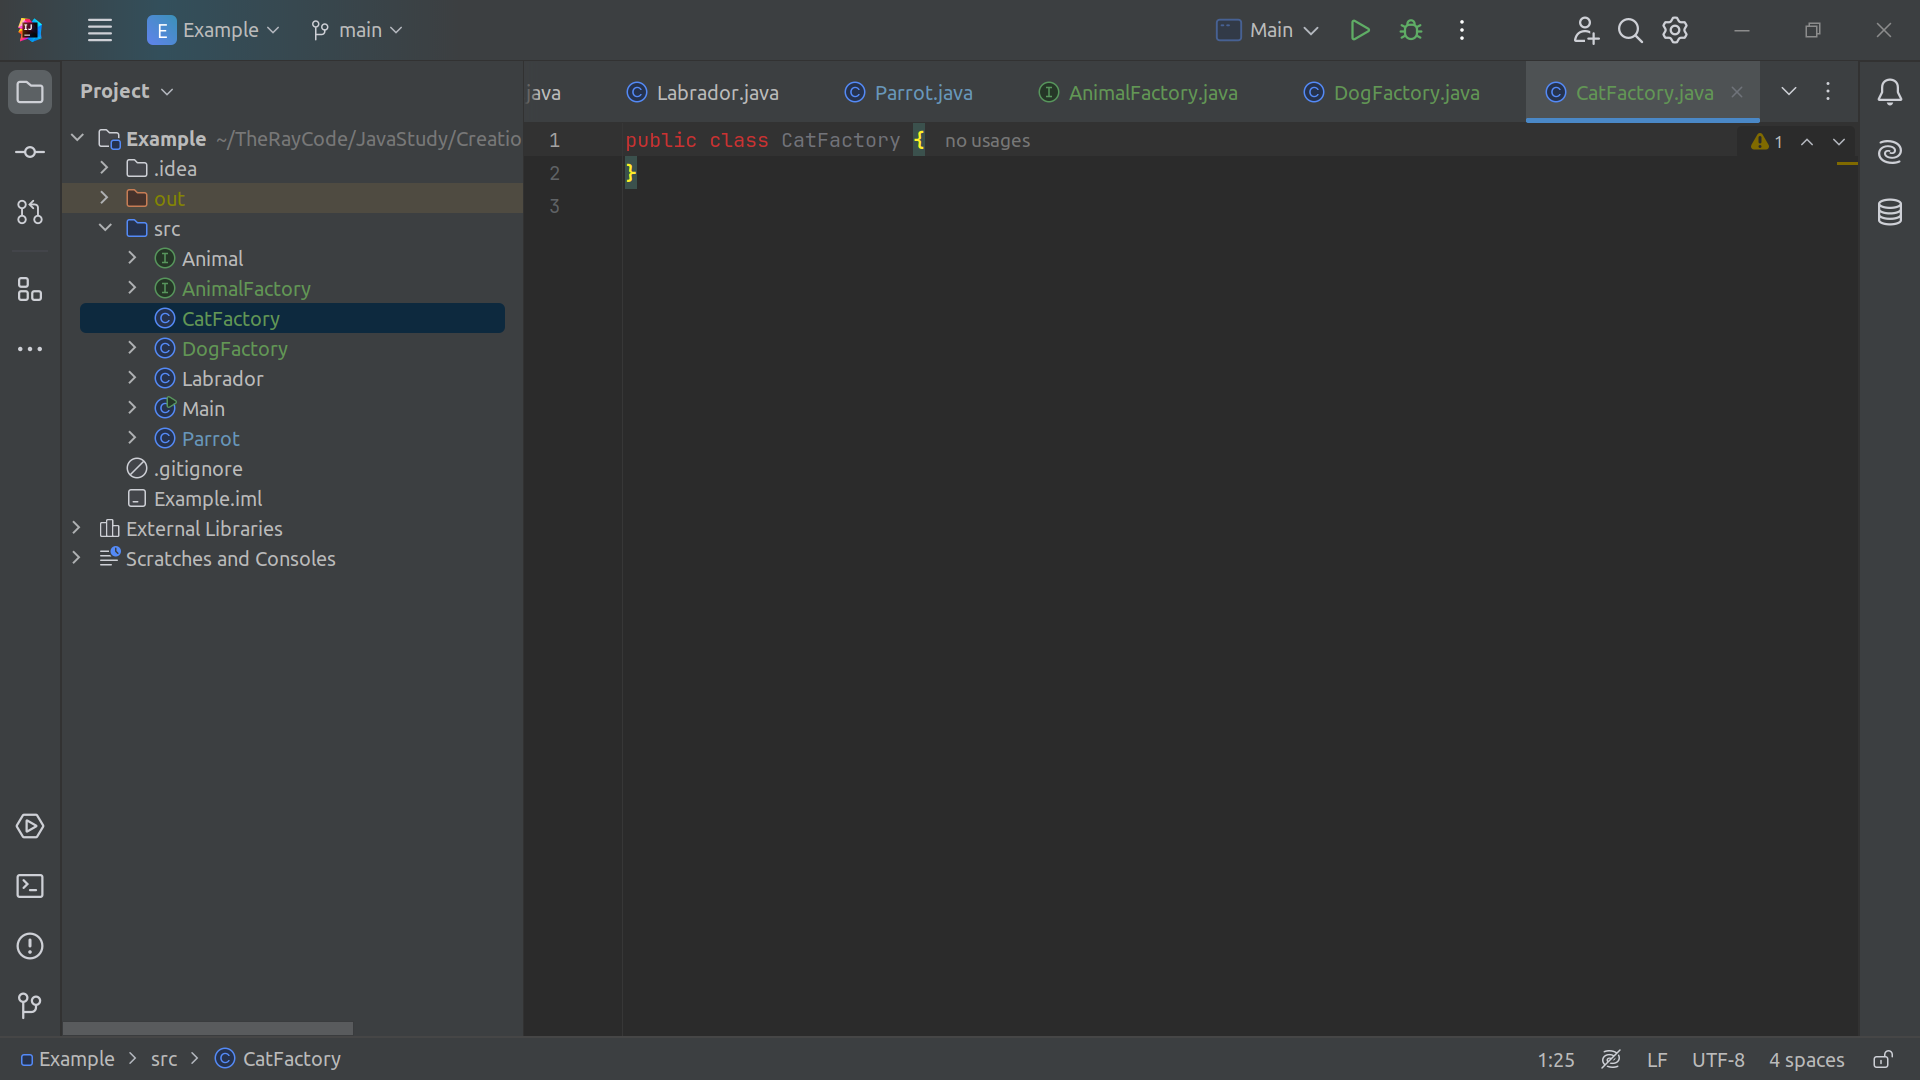 E Example main Main
Project
java Labrador.java Parrot.java AnimalFactory.java DogFactory.java CatFactory.java
Example ~/TheRayCode/JavaStudy/Creatio
.idea
out
src
Animal
AnimalFactory
CatFactory
DogFactory
Labrador
Main
Parrot
.gitignore
Example.iml
External Libraries
Scratches and Consoles
1 public class CatFactory { no usages 1
2 }
3
Example > src > CatFactory 1:25 LF UTF-8 4 spaces